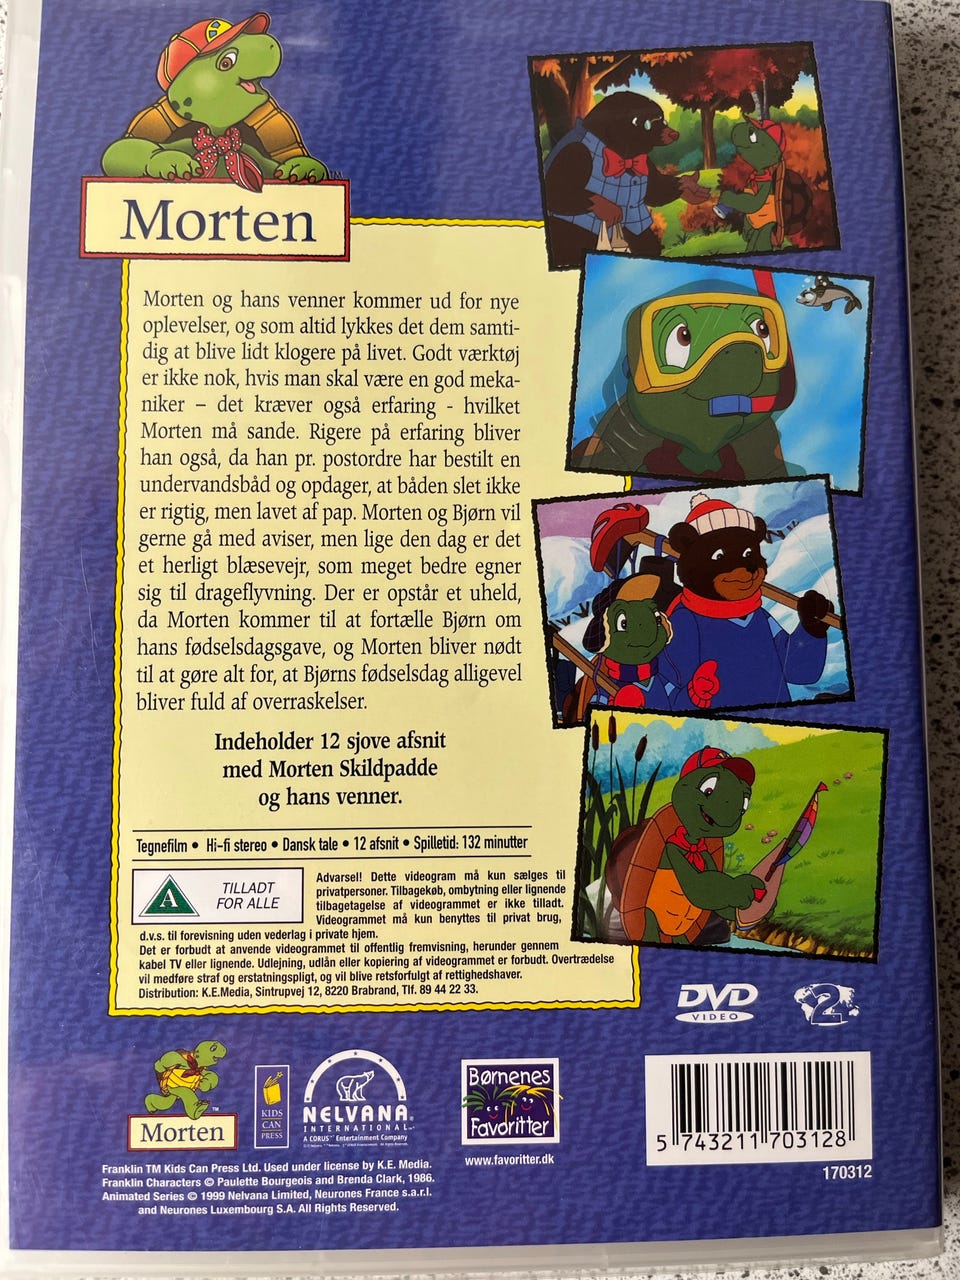 Morten
Morten og hans venner kommer ud for nye
oplevelser, og som altid lykkes det dem samti-
dig at blive lidt klogere på livet. Godt værktøj
er ikke nok, hvis man skal være en god meka-
niker – det kræver også erfaring - hvilket
Morten må sande. Rigere på erfaring bliver
han også, da han pr. postordre har bestilt en
undervandsbåd og opdager, at båden slet ikke
er rigtig, men lavet af pap. Morten og Bjørn vil
gerne gå med aviser, men lige den dag er det
et herligt blæsevejr, som meget bedre egner
sig til drageflyvning. Der er opstår et uheld,
da Morten kommer til at fortælle Bjørn om
hans fødselsdagsgave, og Morten bliver nødt
til at gøre alt for, at Bjørns fødselsdag alligevel
bliver fuld af overraskelser.
Indeholder 12 sjove afsnit
med Morten Skildpadde
og hans venner.
Tegnefilm • Hi-fi stereo • Dansk tale • 12 afsnit • Spilletid: 132 minutter
A
TILLADT
FOR ALLE
Advarsel! Dette videogram må kun sælges til
privatpersoner. Tilbagekøb, ombytning eller lignende
tilbagetagelse af videogrammet er ikke tilladt.
Videogrammet må kun benyttes til privat brug,
d.v.s. til forevisning uden vederlag i private hjem.
Det er forbudt at anvende videogrammet til offentlig fremvisning, herunder gennem
kabel TV eller lignende. Udlejning, udlån eller kopiering af videogrammet er forbudt. Overtrædelse
vil medføre straf og erstatningspligt, og vil blive retsforfulgt af rettighedshaver.
Distribution: K.E.Media, Sintrupvej 12, 8220 Brabrand, Tlf. 89 44 22 33.
DVD
VIDEO
2
Morten
TM
KIDS
CAN
PRESS
NELVANA
INTERNATIONAL
A CORUS™ Entertainment Company
Børnenes
Favoritter
www.favoritter.dk
5 743211 703128
170312
Franklin TM Kids Can Press Ltd. Used under license by K.E. Media.
Franklin Characters © Paulette Bourgeois and Brenda Clark, 1986.
Animated Series © 1999 Nelvana Limited, Neurones France s.a.r.l.
and Neurones Luxembourg S.A. All Rights Reserved.